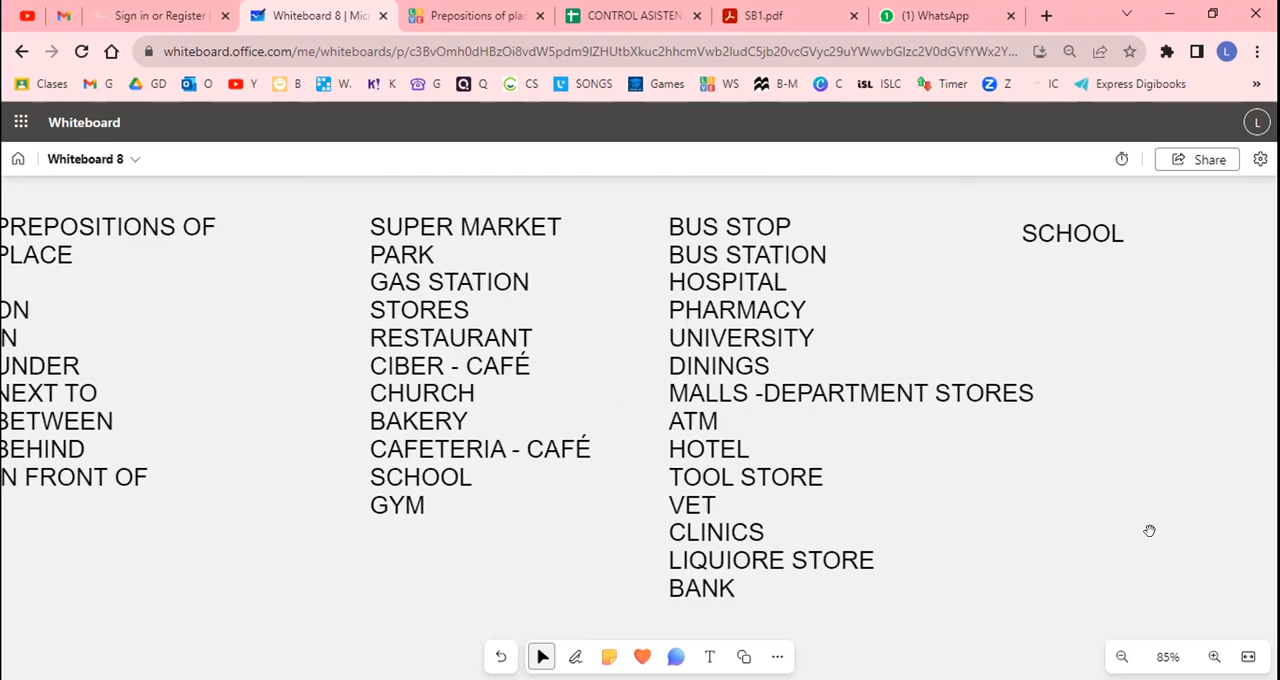 Sign in or Register
Whiteboard 8 | Mic
Prepositions of plac
CONTROL ASISTEN
SB1.pdf
(1) WhatsApp
whiteboard.office.com/me/whiteboards/p/
L
Clases
G
GD
O
Y
B
W.
K
G
Q
CS
SONGS
Games
WS
B-M
C
ISLC
Timer
Z
IC
Express Digibooks
»
Whiteboard
L
Whiteboard 8
Share
PREPOSITIONS OF
PLACE
ON
IN
UNDER
NEXT TO
BETWEEN
BEHIND
IN FRONT OF
SUPER MARKET
PARK
GAS STATION
STORES
RESTAURANT
CIBER - CAFÉ
CHURCH
BAKERY
CAFETERIA - CAFÉ
SCHOOL
GYM
BUS STOP
BUS STATION
HOSPITAL
PHARMACY
UNIVERSITY
DININGS
MALLS -DEPARTMENT STORES
ATM
HOTEL
TOOL STORE
VET
CLINICS
LIQUIORE STORE
BANK
SCHOOL
85%